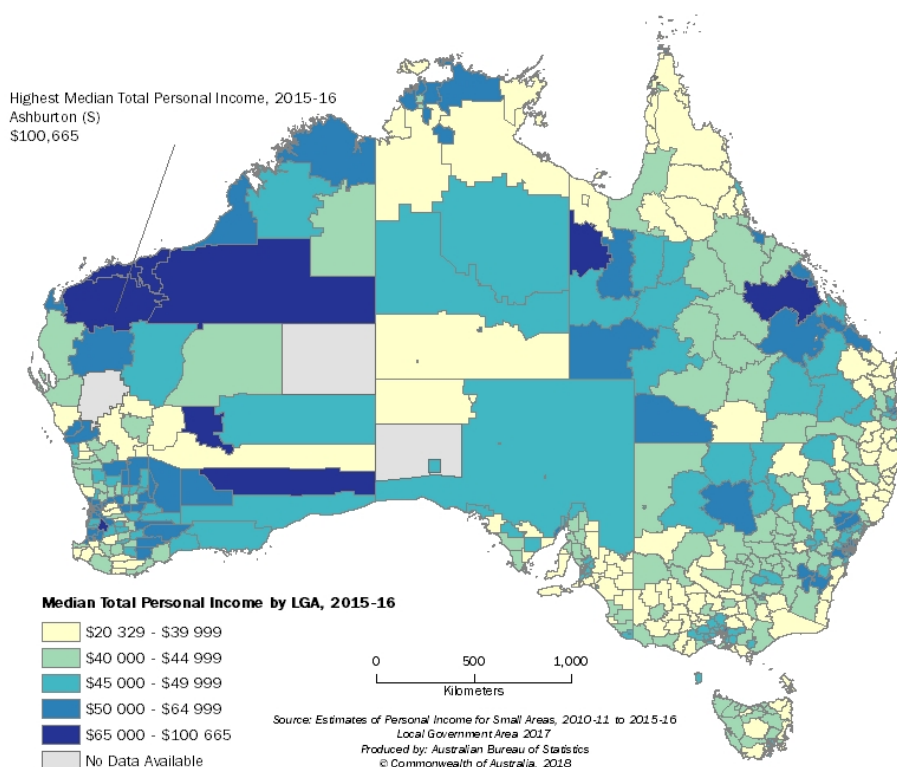 Highest Median Total Personal Income, 2015-16
Ashburton (S)
$100,665
Median Total Personal Income by LGA, 2015-16
$20 329 - $39 999
$40 000 - $44 999
$45 000 - $49 999
$50 000 - $64 999
$65 000 - $100 665
No Data Available
0 500 1,000
Kilometers
Source: Estimates of Personal Income for Small Areas, 2010-11 to 2015-16
Local Government Area 2017
Produced by: Australian Bureau of Statistics
© Commonwealth of Australia, 2018